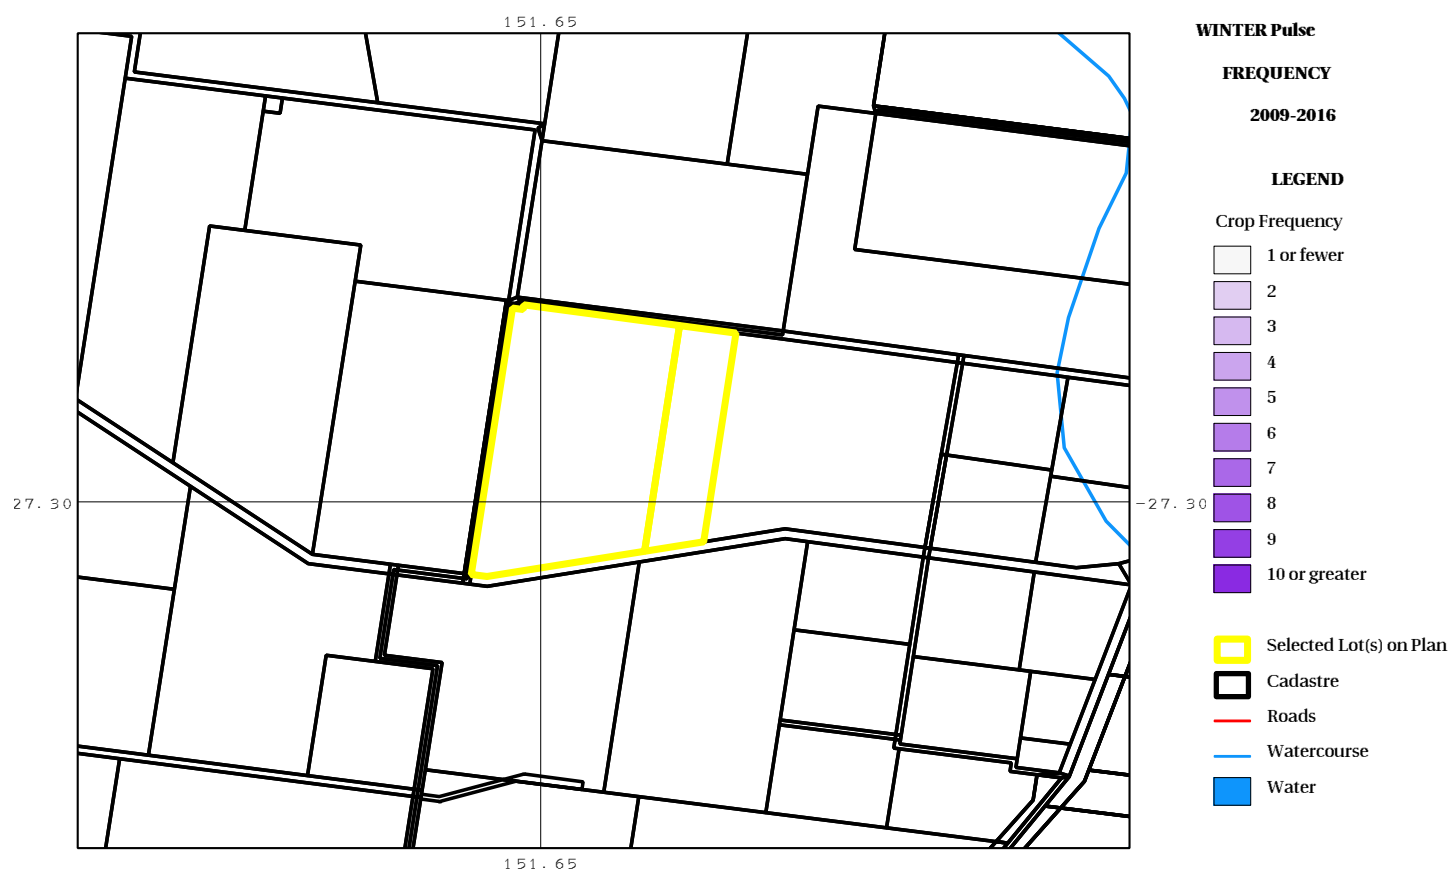 151.65
WINTER Pulse
FREQUENCY
2009-2016
LEGEND
Crop Frequency
1 or fewer
2
3
4
5
6
7
8
9
10 or greater
27.30
-27.30
Selected Lot(s) on Plan
Cadastre
Roads
Watercourse
Water
151.65